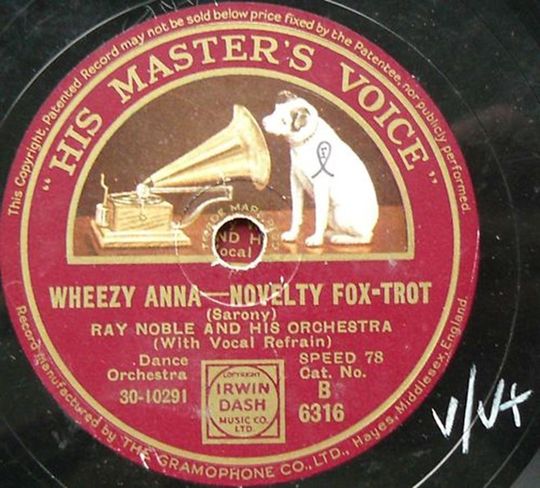 This Copyright, Patented Record may not be sold below price fixed by the Patentee, nor publicly performed.
"HIS MASTER'S VOICE"
WHEEZY ANNA—NOVELTY FOX-TROT
(Sarony)
RAY NOBLE AND HIS ORCHESTRA
(With Vocal Refrain)
Dance
Orchestra
30-10291
COPYRIGHT
IRWIN
DASH
MUSIC CO.
LTD
SPEED 78
Cat. No.
B
6316
Record manufactured by THE GRAMOPHONE CO., LTD., Hayes, Middlesex, England.
V/V+